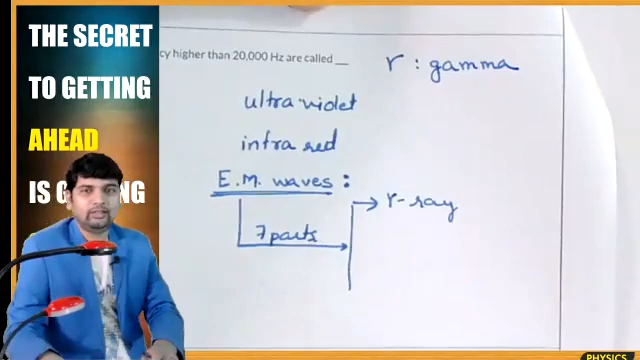 THE SECRET
TO GETTING
AHEAD
IS G NG
cy higher than 20,000 Hz are called __
r : gamma
ultra violet
infra red
E.M. waves :
7 parts
r-ray
PHYSICS